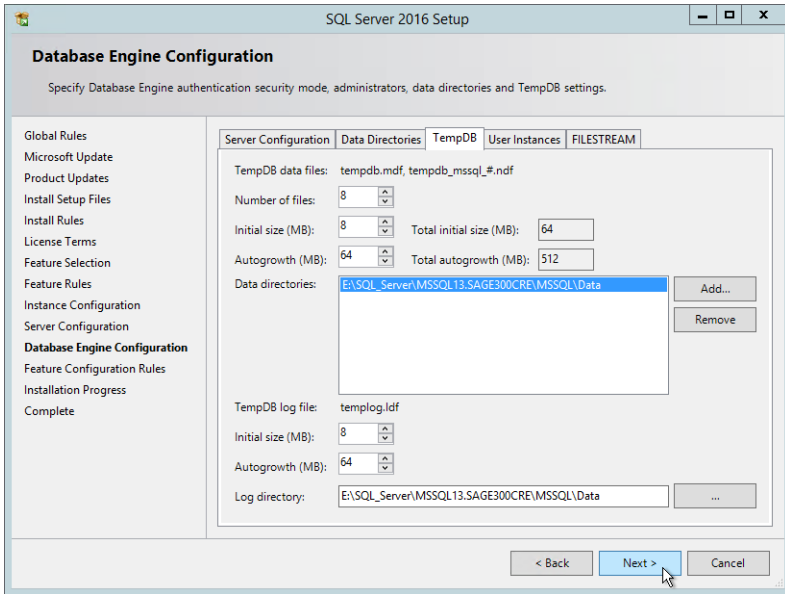 SQL Server 2016 Setup
Database Engine Configuration
Specify Database Engine authentication security mode, administrators, data directories and TempDB settings.
Global Rules
Microsoft Update
Product Updates
Install Setup Files
Install Rules
License Terms
Feature Selection
Feature Rules
Instance Configuration
Server Configuration
Database Engine Configuration
Feature Configuration Rules
Installation Progress
Complete
Server Configuration Data Directories TempDB User Instances FILESTREAM
TempDB data files: tempdb.mdf, tempdb_mssql_#.ndf
Number of files: 8
Initial size (MB): 8 Total initial size (MB): 64
Autogrowth (MB): 64 Total autogrowth (MB): 512
Data directories: E:\SQL_Server\MSSQL13.SAGE300CRE\MSSQL\Data Add...
Remove
TempDB log file: templog.ldf
Initial size (MB): 8
Autogrowth (MB): 64
Log directory: E:\SQL_Server\MSSQL13.SAGE300CRE\MSSQL\Data ...
< Back Next > Cancel